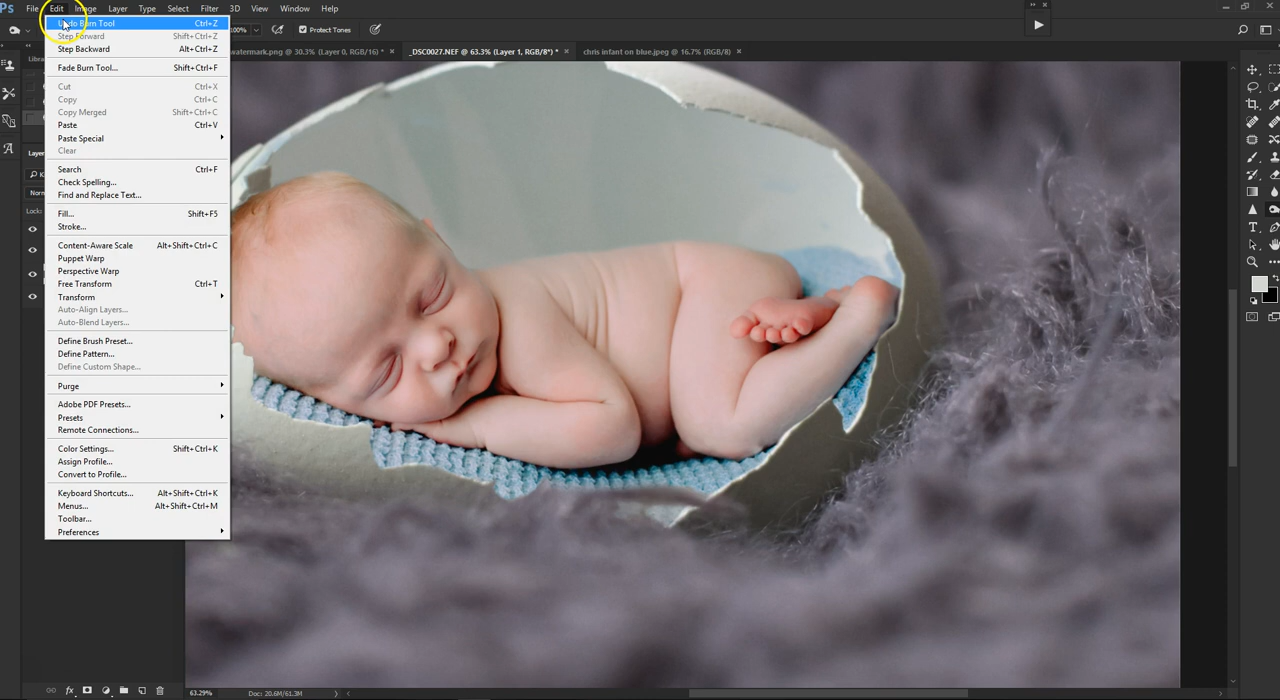 Ps File Edit Image Layer Type Select Filter 3D View Window Help
100% Protect Tones
watermark.png @ 30.3% (Layer 0, RGB/16) * × _DSC0027.NEF @ 63.3% (Layer 1, RGB/8*) * × chris infant on blue.jpeg @ 16.7% (RGB/8) ×
Undo Burn Tool Ctrl+Z
Step Forward Shift+Ctrl+Z
Step Backward Alt+Ctrl+Z
Fade Burn Tool... Shift+Ctrl+F
Cut Ctrl+X
Copy Ctrl+C
Copy Merged Shift+Ctrl+C
Paste Ctrl+V
Paste Special
Clear
Search Ctrl+F
Check Spelling...
Find and Replace Text...
Fill... Shift+F5
Stroke...
Content-Aware Scale Alt+Shift+Ctrl+C
Puppet Warp
Perspective Warp
Free Transform Ctrl+T
Transform
Auto-Align Layers...
Auto-Blend Layers...
Define Brush Preset...
Define Pattern...
Define Custom Shape...
Purge
Adobe PDF Presets...
Presets
Remote Connections...
Color Settings... Shift+Ctrl+K
Assign Profile...
Convert to Profile...
Keyboard Shortcuts... Alt+Shift+Ctrl+K
Menus... Alt+Shift+Ctrl+M
Toolbar...
Preferences
Lock:
63.29% Doc: 20.6M/61.3M